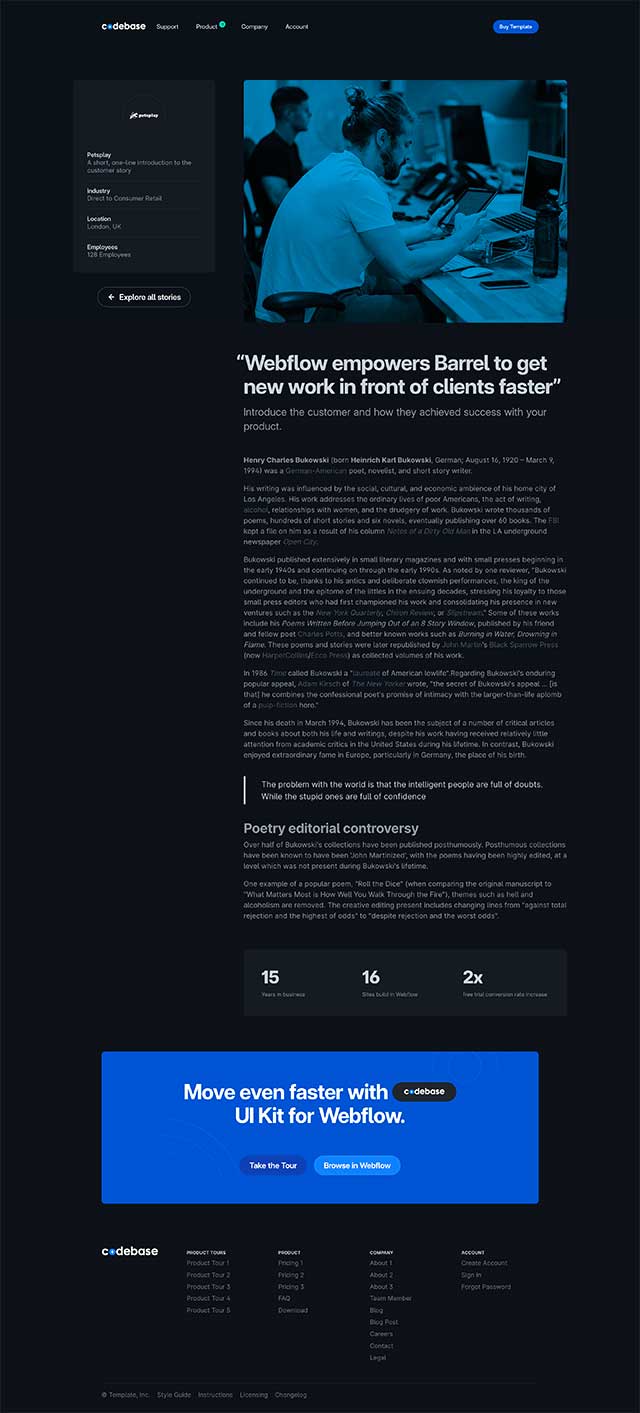 codebase
Support
Product
Company
Account
Buy Template
petsplay
Petsplay
A short, one-line introduction to the
customer story
Industry
Direct to Consumer Retail
Location
London, UK
Employees
128 Employees
← Explore all stories
“Webflow empowers Barrel to get
new work in front of clients faster”
Introduce the customer and how they achieved success with your
product.
Henry Charles Bukowski (born Heinrich Karl Bukowski, German; August 16, 1920 – March 9,
1994) was a German-American poet, novelist, and short story writer.
His writing was influenced by the social, cultural, and economic ambience of his home city of
Los Angeles. His work addresses the ordinary lives of poor Americans, the act of writing,
alcohol, relationships with women, and the drudgery of work. Bukowski wrote thousands of
poems, hundreds of short stories and six novels, eventually publishing over 60 books. The FBI
kept a file on him as a result of his column Notes of a Dirty Old Man in the LA underground
newspaper Open City.
Bukowski published extensively in small literary magazines and with small presses beginning in
the early 1940s and continuing on through the early 1990s. As noted by one reviewer, "Bukowski
continued to be, thanks to his antics and deliberate clownish performances, the king of the
underground and the epitome of the littles in the ensuing decades, stressing his loyalty to those
small press editors who had first championed his work and consolidating his presence in new
ventures such as the New York Quarterly, Chiron Review, or Slipstream." Some of these works
include his Poems Written Before Jumping Out of an 8 Story Window, published by his friend
and fellow poet Charles Potts, and better known works such as Burning in Water, Drowning in
Flame. These poems and stories were later republished by John Martin's Black Sparrow Press
(now HarperCollins/Ecco Press) as collected volumes of his work.
In 1986 Time called Bukowski a "laureate of American lowlife".Regarding Bukowski's enduring
popular appeal, Adam Kirsch of The New Yorker wrote, "the secret of Bukowski's appeal ... [is
that] he combines the confessional poet's promise of intimacy with the larger-than-life aplomb
of a pulp-fiction hero."
Since his death in March 1994, Bukowski has been the subject of a number of critical articles
and books about both his life and writings, despite his work having received relatively little
attention from academic critics in the United States during his lifetime. In contrast, Bukowski
enjoyed extraordinary fame in Europe, particularly in Germany, the place of his birth.
The problem with the world is that the intelligent people are full of doubts.
While the stupid ones are full of confidence
Poetry editorial controversy
Over half of Bukowski's collections have been published posthumously. Posthumous collections
have been known to have been 'John Martinized', with the poems having been highly edited, at a
level which was not present during Bukowski's lifetime.
One example of a popular poem, "Roll the Dice" (when comparing the original manuscript to
"What Matters Most is How Well You Walk Through the Fire"), themes such as hell and
alcoholism are removed. The creative editing present includes changing lines from "against total
rejection and the highest of odds" to "despite rejection and the worst odds".
15
Years in business
16
Sites build in Webflow
2x
free trial conversion rate increase
Move even faster with codebase
UI Kit for Webflow.
Take the Tour
Browse in Webflow
codebase
PRODUCT TOURS
Product Tour 1
Product Tour 2
Product Tour 3
Product Tour 4
Product Tour 5
PRODUCT
Pricing 1
Pricing 2
Pricing 3
FAQ
Download
COMPANY
About 1
About 2
About 3
Team Member
Blog
Blog Post
Careers
Contact
Legal
ACCOUNT
Create Account
Sign In
Forgot Password
© Template, Inc.
Style Guide
Instructions
Licensing
Changelog